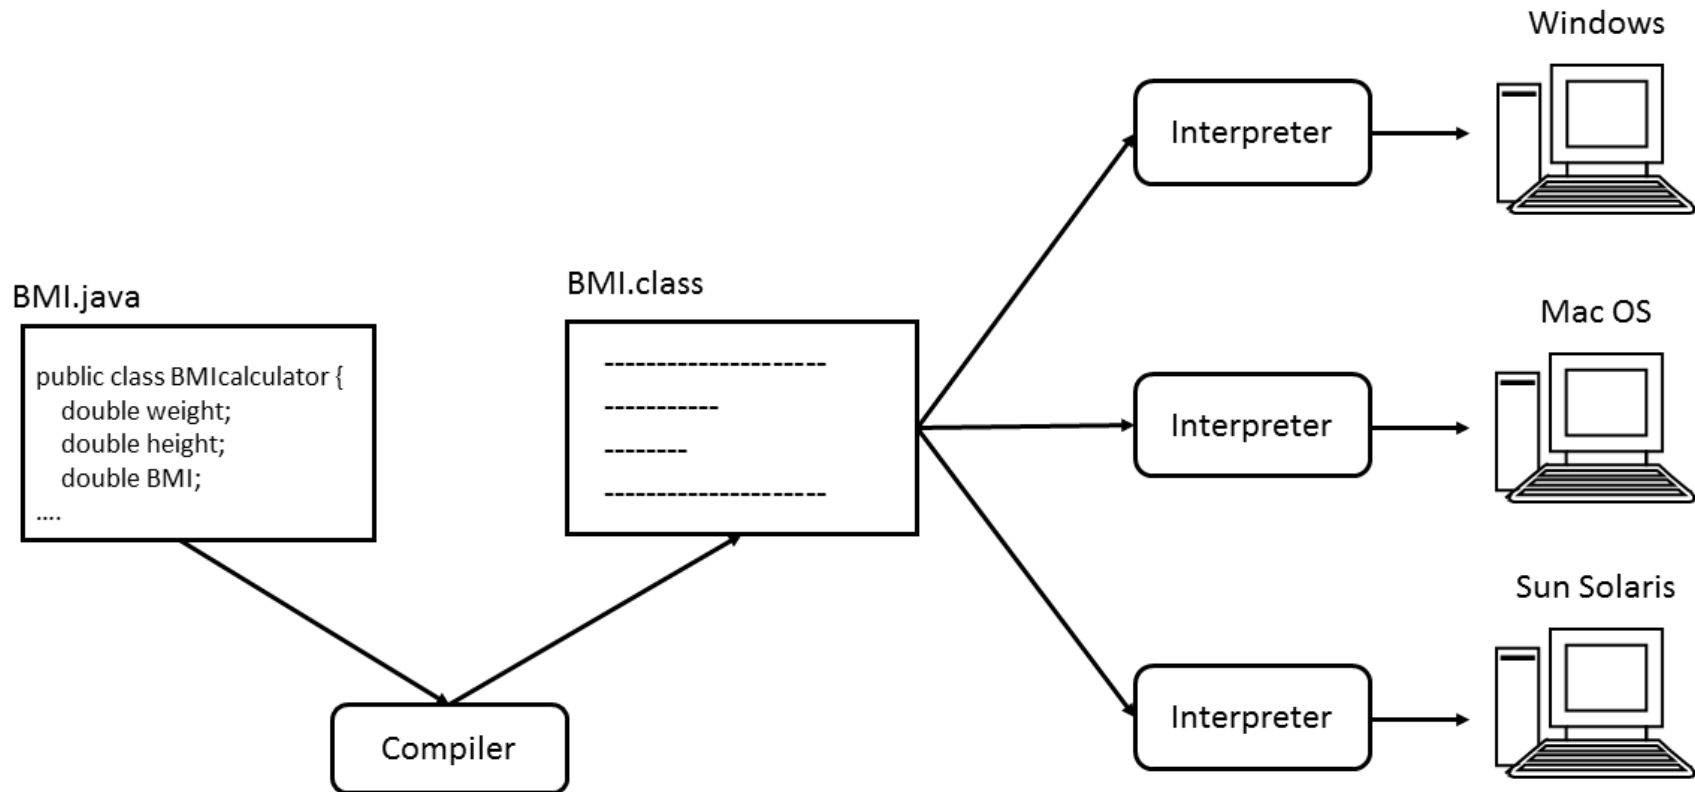 BMI.java
public class BMIcalculator {
double weight;
double height;
double BMI;
....
Compiler
BMI.class
---------------------
-----------
--------
---------------------
Interpreter
Windows
Interpreter
Mac OS
Interpreter
Sun Solaris